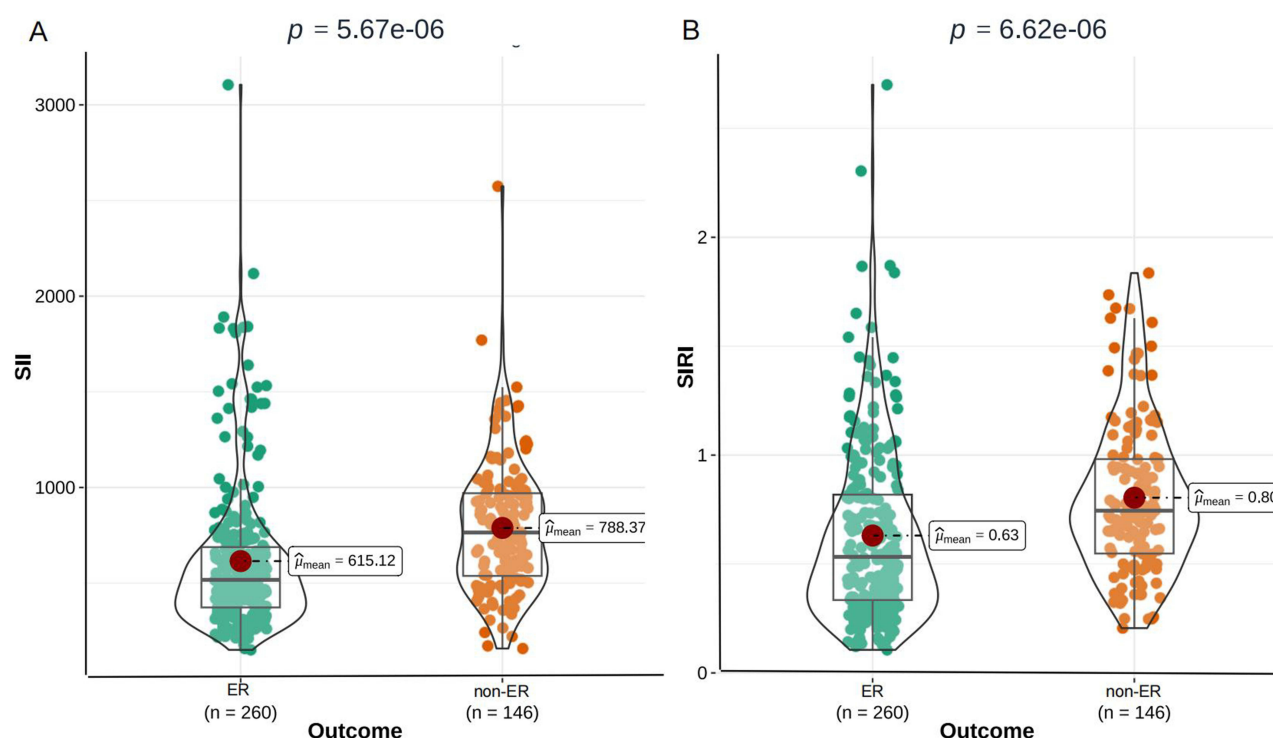 A
p = 5.67e-06
SII
3000
2000
1000
μ̂mean = 615.12
μ̂mean = 788.37
ER
(n = 260)
non-ER
(n = 146)
Outcome
B
p = 6.62e-06
SIRI
2
1
0
μ̂mean = 0.63
μ̂mean = 0.80
ER
(n = 260)
non-ER
(n = 146)
Outcome